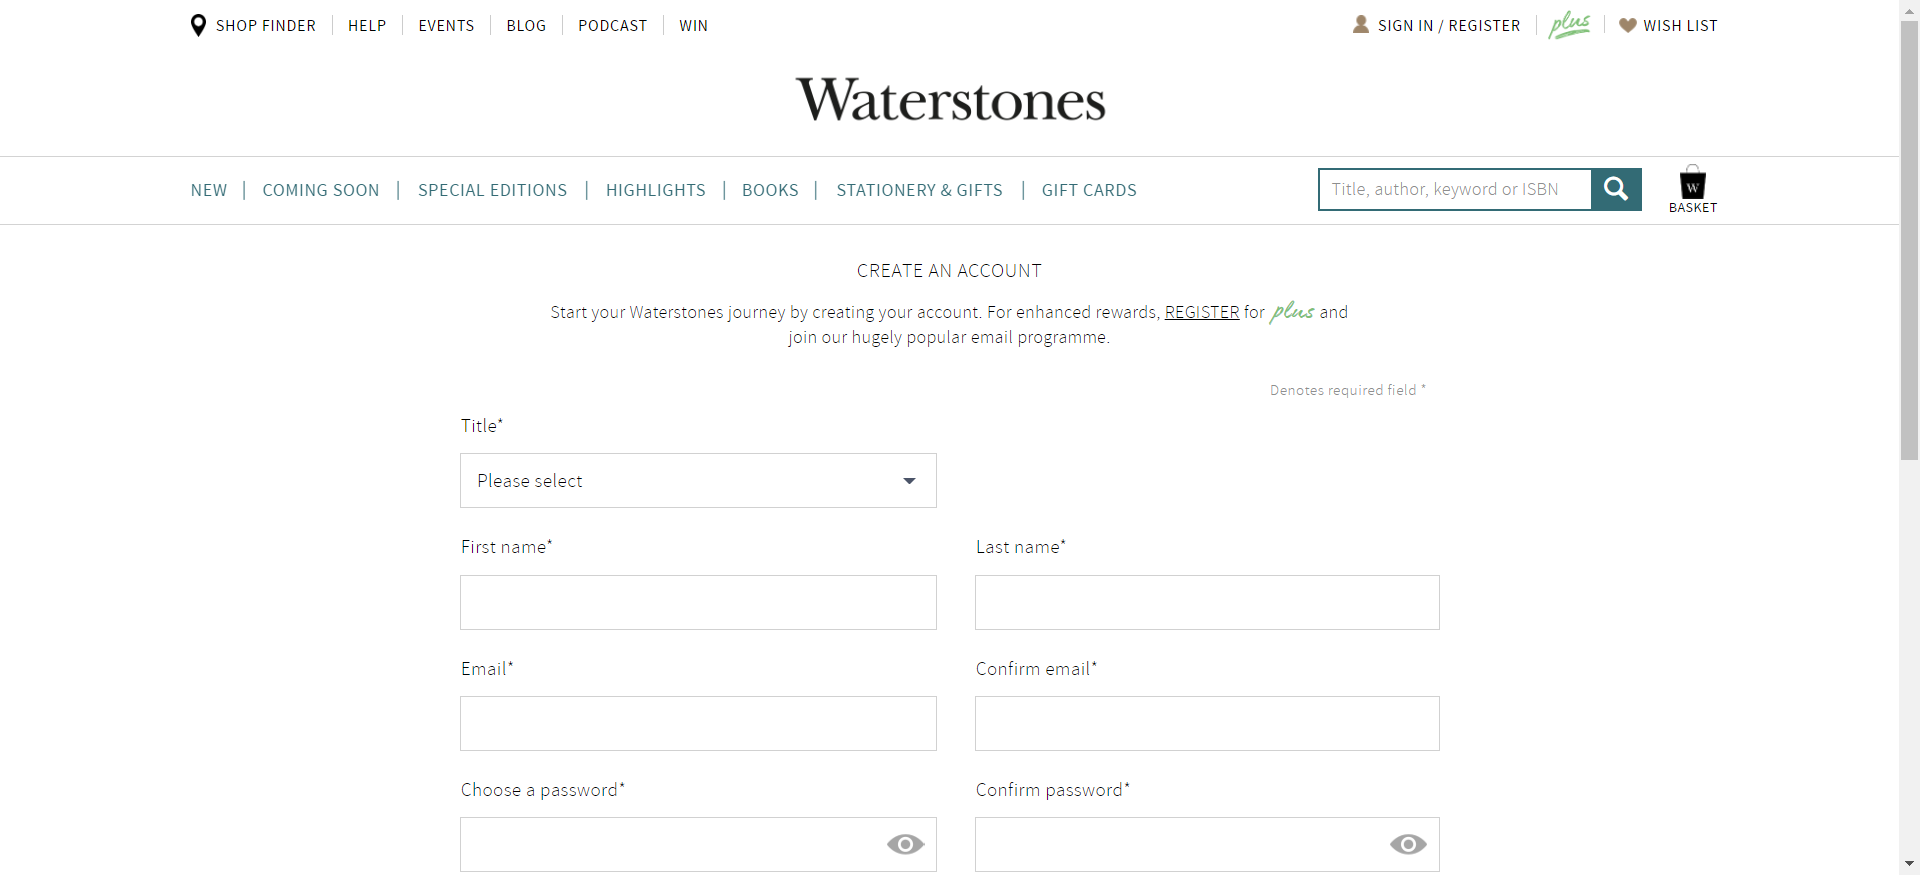 SHOP FINDER HELP EVENTS BLOG PODCAST WIN SIGN IN / REGISTER plus WISH LIST
Waterstones
NEW | COMING SOON | SPECIAL EDITIONS | HIGHLIGHTS | BOOKS | STATIONERY & GIFTS | GIFT CARDS Title, author, keyword or ISBN W
BASKET
CREATE AN ACCOUNT
Start your Waterstones journey by creating your account. For enhanced rewards, REGISTER for plus and
join our hugely popular email programme.
Denotes required field *
Title*
Please select
First name* Last name*
Email* Confirm email*
Choose a password* Confirm password*